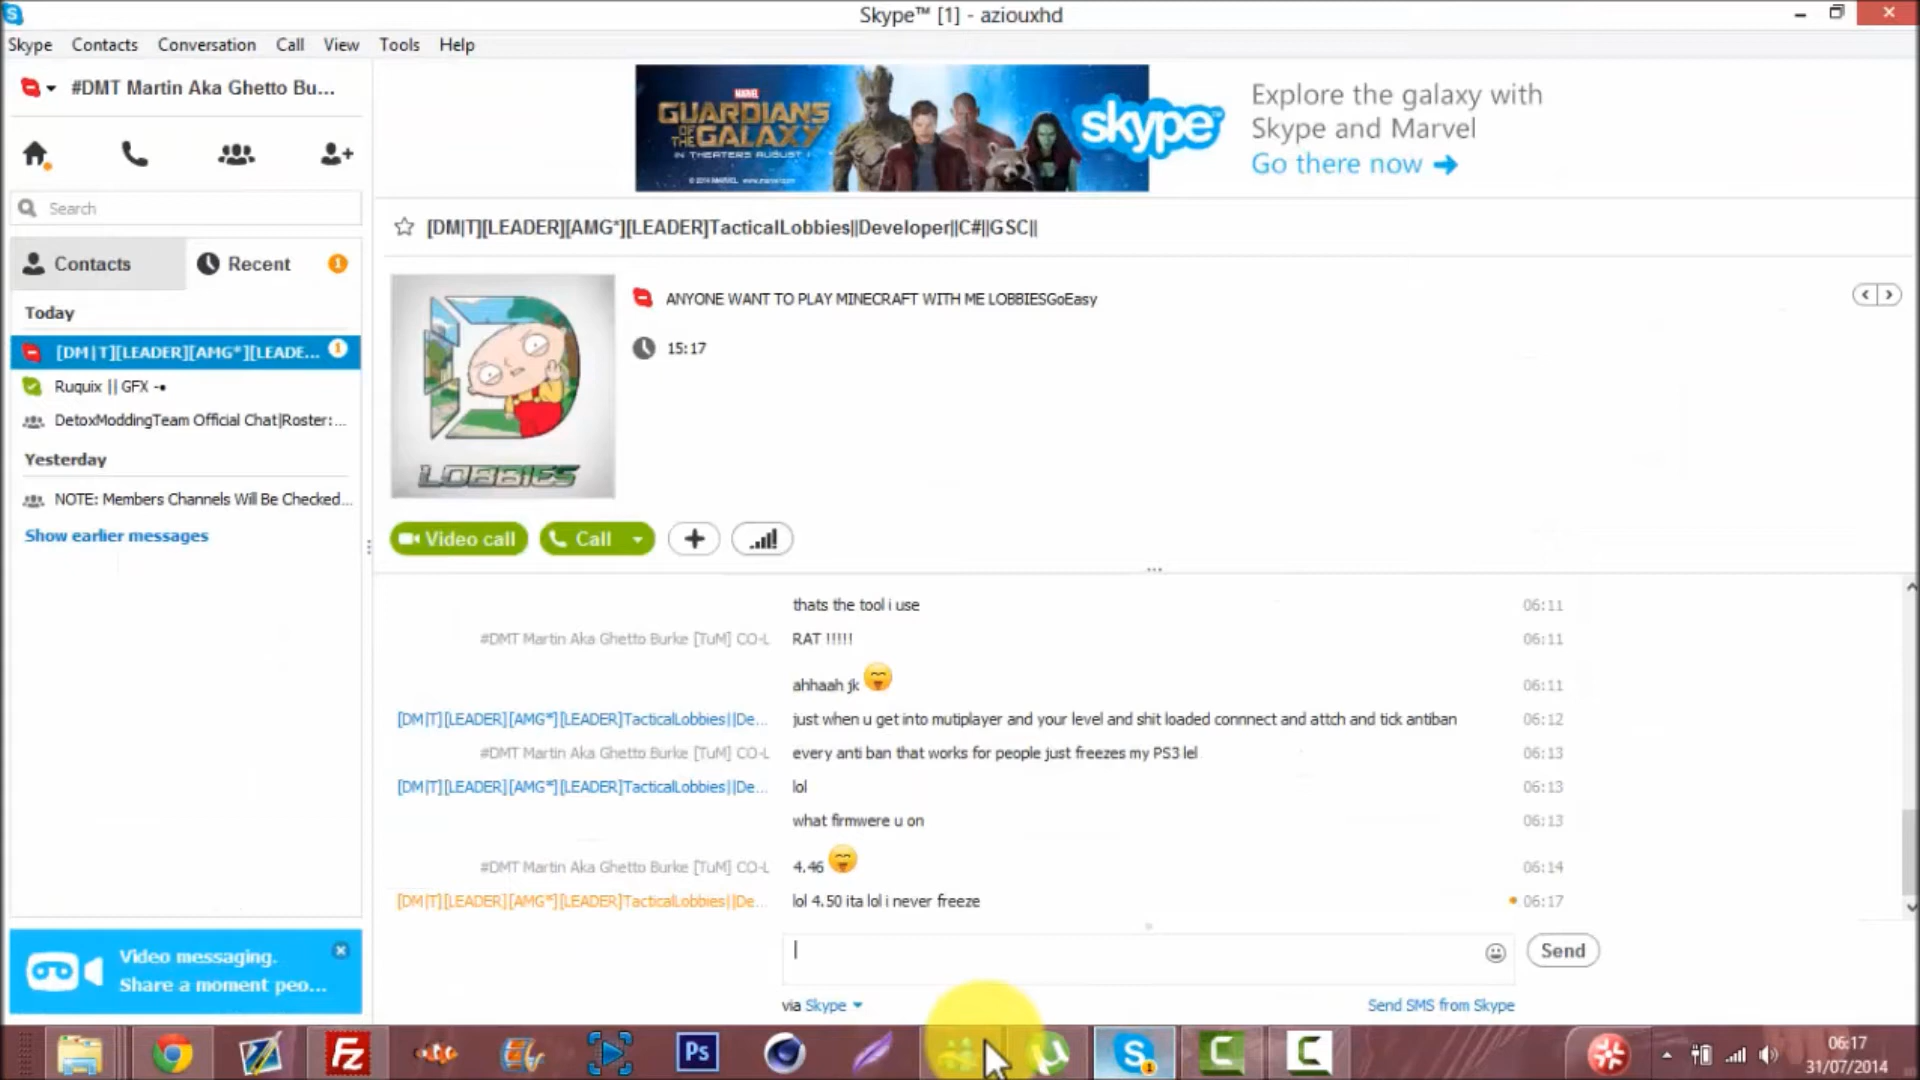 Skype™ [1] - aziouxhd
Skype Contacts Conversation Call View Tools Help
#DMT Martin Aka Ghetto Bu...
MARVEL
GUARDIANS
OF THE GALAXY
IN THEATERS AUGUST 1
skype
Explore the galaxy with
Skype and Marvel
Go there now
Search
Contacts
Recent 1
Today
[DM|T][LEADER][AMG*][LEADE... 1
Ruquix || GFX -•
DetoxModdingTeam Official Chat|Roster:...
Yesterday
NOTE: Members Channels Will Be Checked...
Show earlier messages
Video messaging.
Share a moment peo...
[DM|T][LEADER][AMG*][LEADER]TacticalLobbies||Developer||C#||GSC||
LOBBIES
ANYONE WANT TO PLAY MINECRAFT WITH ME LOBBIESGoEasy
15:17
Video call
Call
thats the tool i use 06:11
#DMT Martin Aka Ghetto Burke [TuM] CO-L RAT !!!!! 06:11
ahhaah jk 06:11
[DM|T][LEADER][AMG*][LEADER]TacticalLobbies||De... just when u get into mutiplayer and your level and shit loaded connnect and attch and tick antiban 06:12
#DMT Martin Aka Ghetto Burke [TuM] CO-L every anti ban that works for people just freezes my PS3 lel 06:13
[DM|T][LEADER][AMG*][LEADER]TacticalLobbies||De... lol 06:13
what firmwere u on 06:13
#DMT Martin Aka Ghetto Burke [TuM] CO-L 4.46 06:14
[DM|T][LEADER][AMG*][LEADER]TacticalLobbies||De... lol 4.50 ita lol i never freeze 06:17
Send
via Skype
Send SMS from Skype
Fz
Ps
06:17
31/07/2014